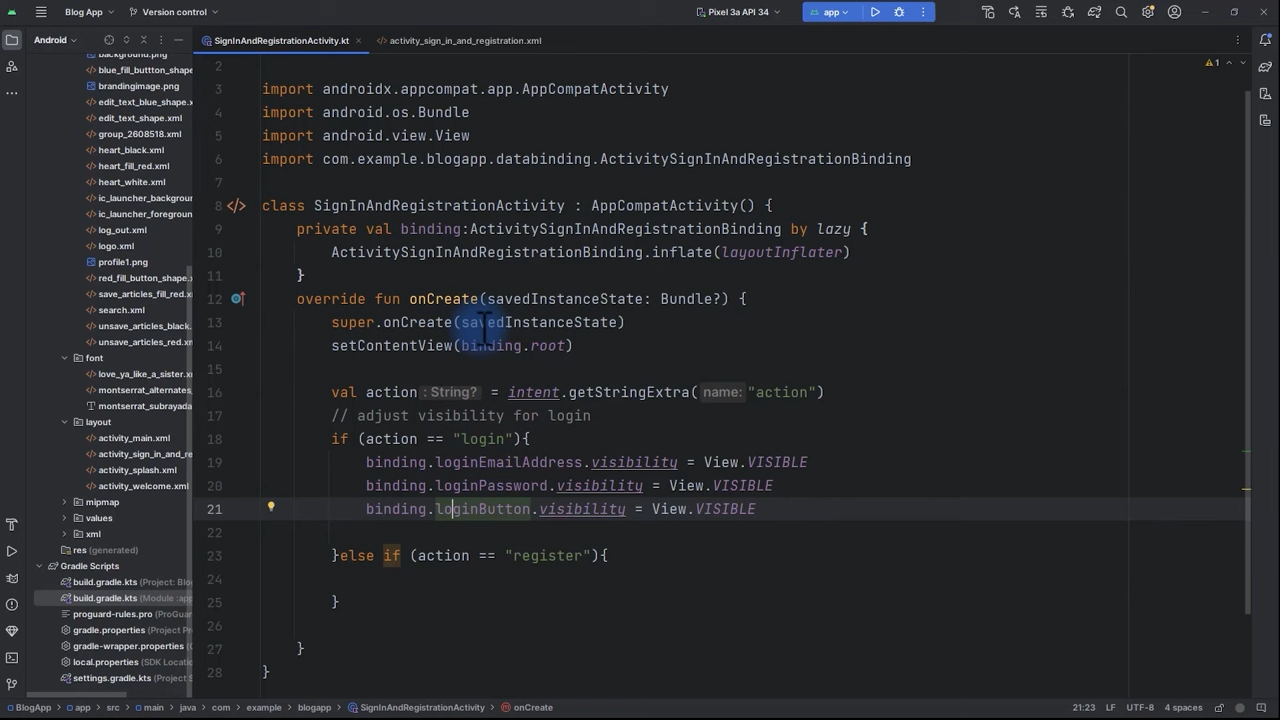 Blog App
Version control
Pixel 3a API 34
app
Android
SignInAndRegistrationActivity.kt
activity_sign_in_and_registration.xml
background.png
blue_fill_buttton_shape
brandingimage.png
edit_text_blue_shape.
edit_text_shape.xml
group_2608518.xml
heart_black.xml
heart_fill_red.xml
heart_white.xml
ic_launcher_backgroun
ic_launcher_foregroun
log_out.xml
logo.xml
profile1.png
red_fill_button_shape.
save_articles_fill_red.x
search.xml
unsave_articles_black.
unsave_articles_red.xm
font
love_ya_like_a_sister.x
montserrat_alternates_
montserrat_subrayada
layout
activity_main.xml
activity_sign_in_and_re
activity_splash.xml
activity_welcome.xml
mipmap
values
xml
res (generated)
Gradle Scripts
build.gradle.kts (Project: Blo
build.gradle.kts (Module :app
proguard-rules.pro (ProGua
gradle.properties (Project Pr
gradle-wrapper.properties (
local.properties (SDK Locatio
settings.gradle.kts (Project S
1
2
3 import androidx.appcompat.app.AppCompatActivity
4 import android.os.Bundle
5 import android.view.View
6 import com.example.blogapp.databinding.ActivitySignInAndRegistrationBinding
7
8 class SignInAndRegistrationActivity : AppCompatActivity() {
9 private val binding:ActivitySignInAndRegistrationBinding by lazy {
10 ActivitySignInAndRegistrationBinding.inflate(layoutInflater)
11 }
12 override fun onCreate(savedInstanceState: Bundle?) {
13 super.onCreate(savedInstanceState)
14 setContentView(binding.root)
15
16 val action : String? = intent.getStringExtra( name: "action")
17 // adjust visibility for login
18 if (action == "login"){
19 binding.loginEmailAddress.visibility = View.VISIBLE
20 binding.loginPassword.visibility = View.VISIBLE
21 binding.loginButton.visibility = View.VISIBLE
22
23 }else if (action == "register"){
24
25 }
26
27 }
28 }
BlogApp > app > src > main > java > com > example > blogapp > SignInAndRegistrationActivity > onCreate
21:23 LF UTF-8 4 spaces